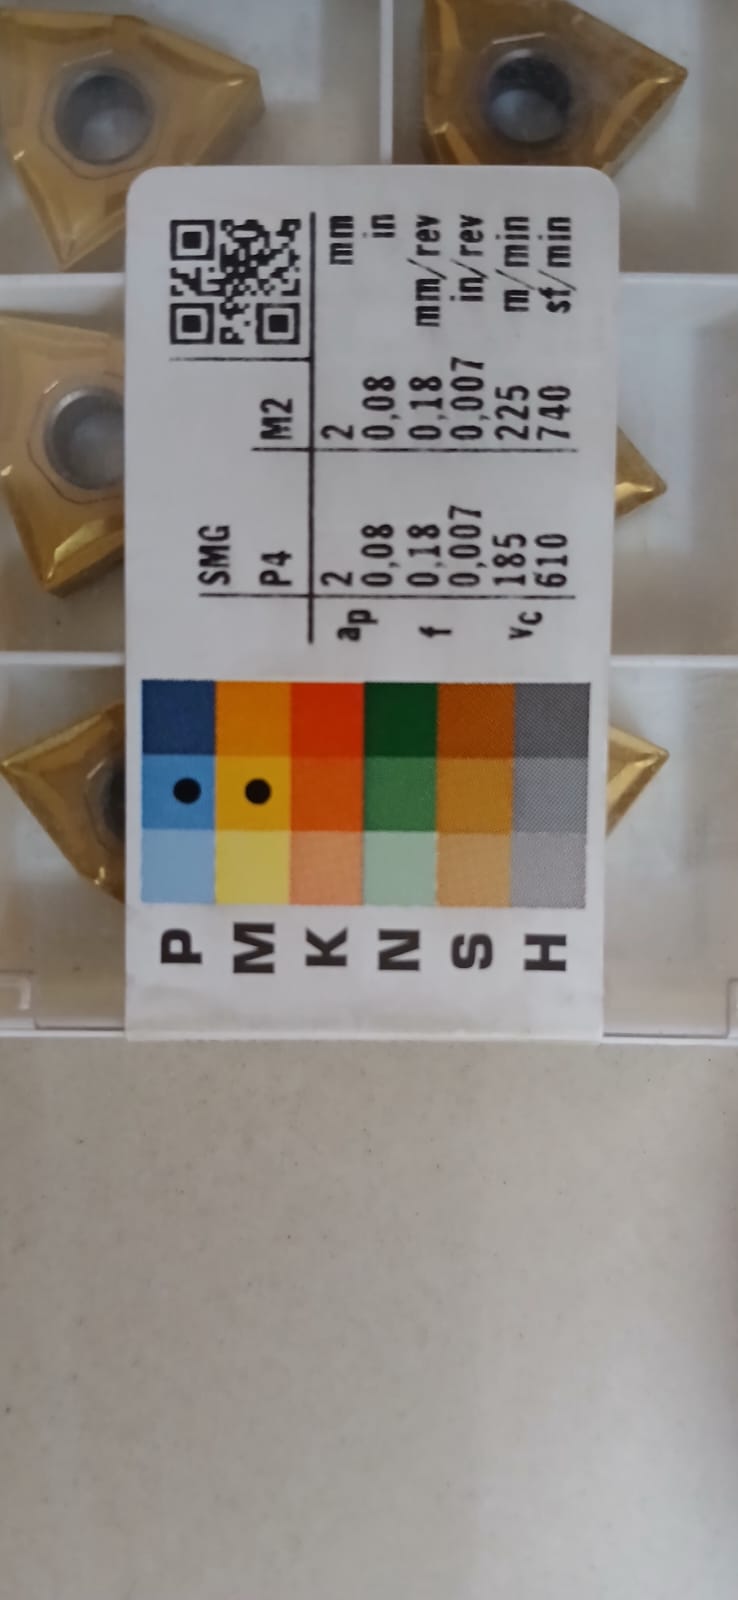 SMG
P4 M2
ap 2 2 mm
0,08 0,08 in
f 0,18 0,18 mm/rev
0,007 0,007 in/rev
vc 185 225 m/min
610 740 sf/min
P
M
K
N
S
H